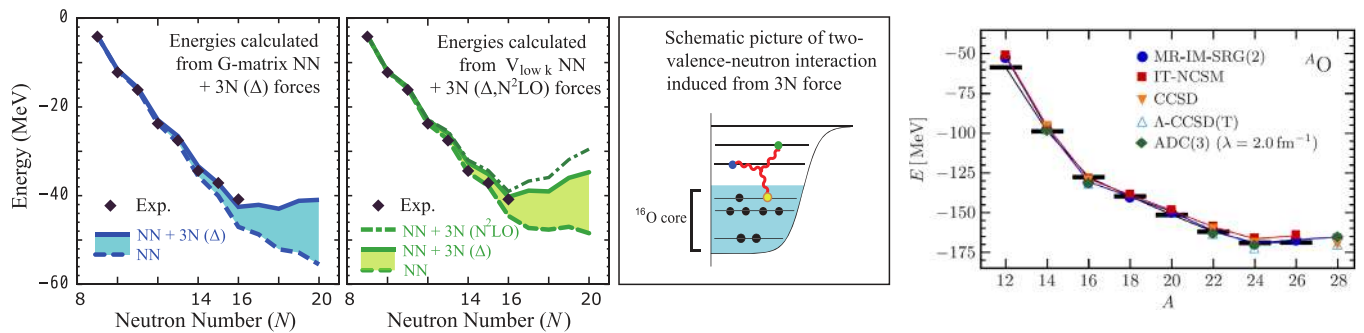 0
−20
−40
−60
Energy (MeV)
Energies calculated
from G-matrix NN
+ 3N (Δ) forces
Exp.
NN + 3N (Δ)
NN
8
14
16
18
20
Neutron Number (N)
Energies calculated
from V_low k NN
+ 3N (Δ,N²LO) forces
Exp.
NN + 3N (N²LO)
NN + 3N (Δ)
NN
8
14
16
18
20
Neutron Number (N)
Schematic picture of two-
valence-neutron interaction
induced from 3N force
¹⁶O core
E [MeV]
−50
−75
−100
−125
−150
−175
MR-IM-SRG(2)
IT-NCSM
CCSD
Λ-CCSD(T)
ADC(3) (λ = 2.0 fm⁻¹)
ᴬO
12 14 16 18 20 22 24 26 28
A